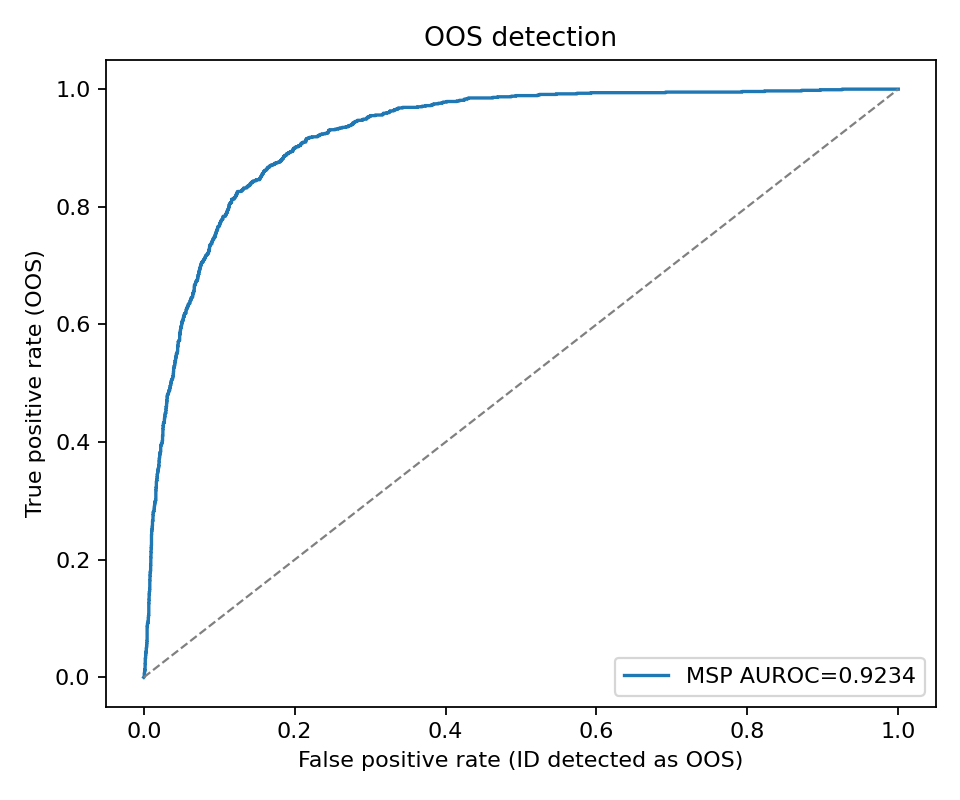 OOS detection
1.0
0.8
0.6
0.4
0.2
0.0
True positive rate (OOS)
MSP AUROC=0.9234
0.0 0.2 0.4 0.6 0.8 1.0
False positive rate (ID detected as OOS)